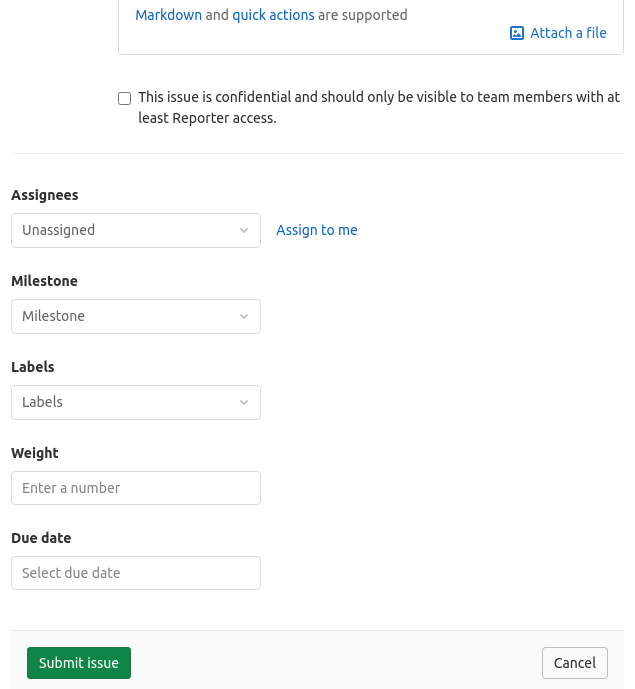 Markdown and quick actions are supported
Attach a file
This issue is confidential and should only be visible to team members with at
least Reporter access.
Assignees
Unassigned
Assign to me
Milestone
Milestone
Labels
Labels
Weight
Enter a number
Due date
Select due date
Submit issue
Cancel